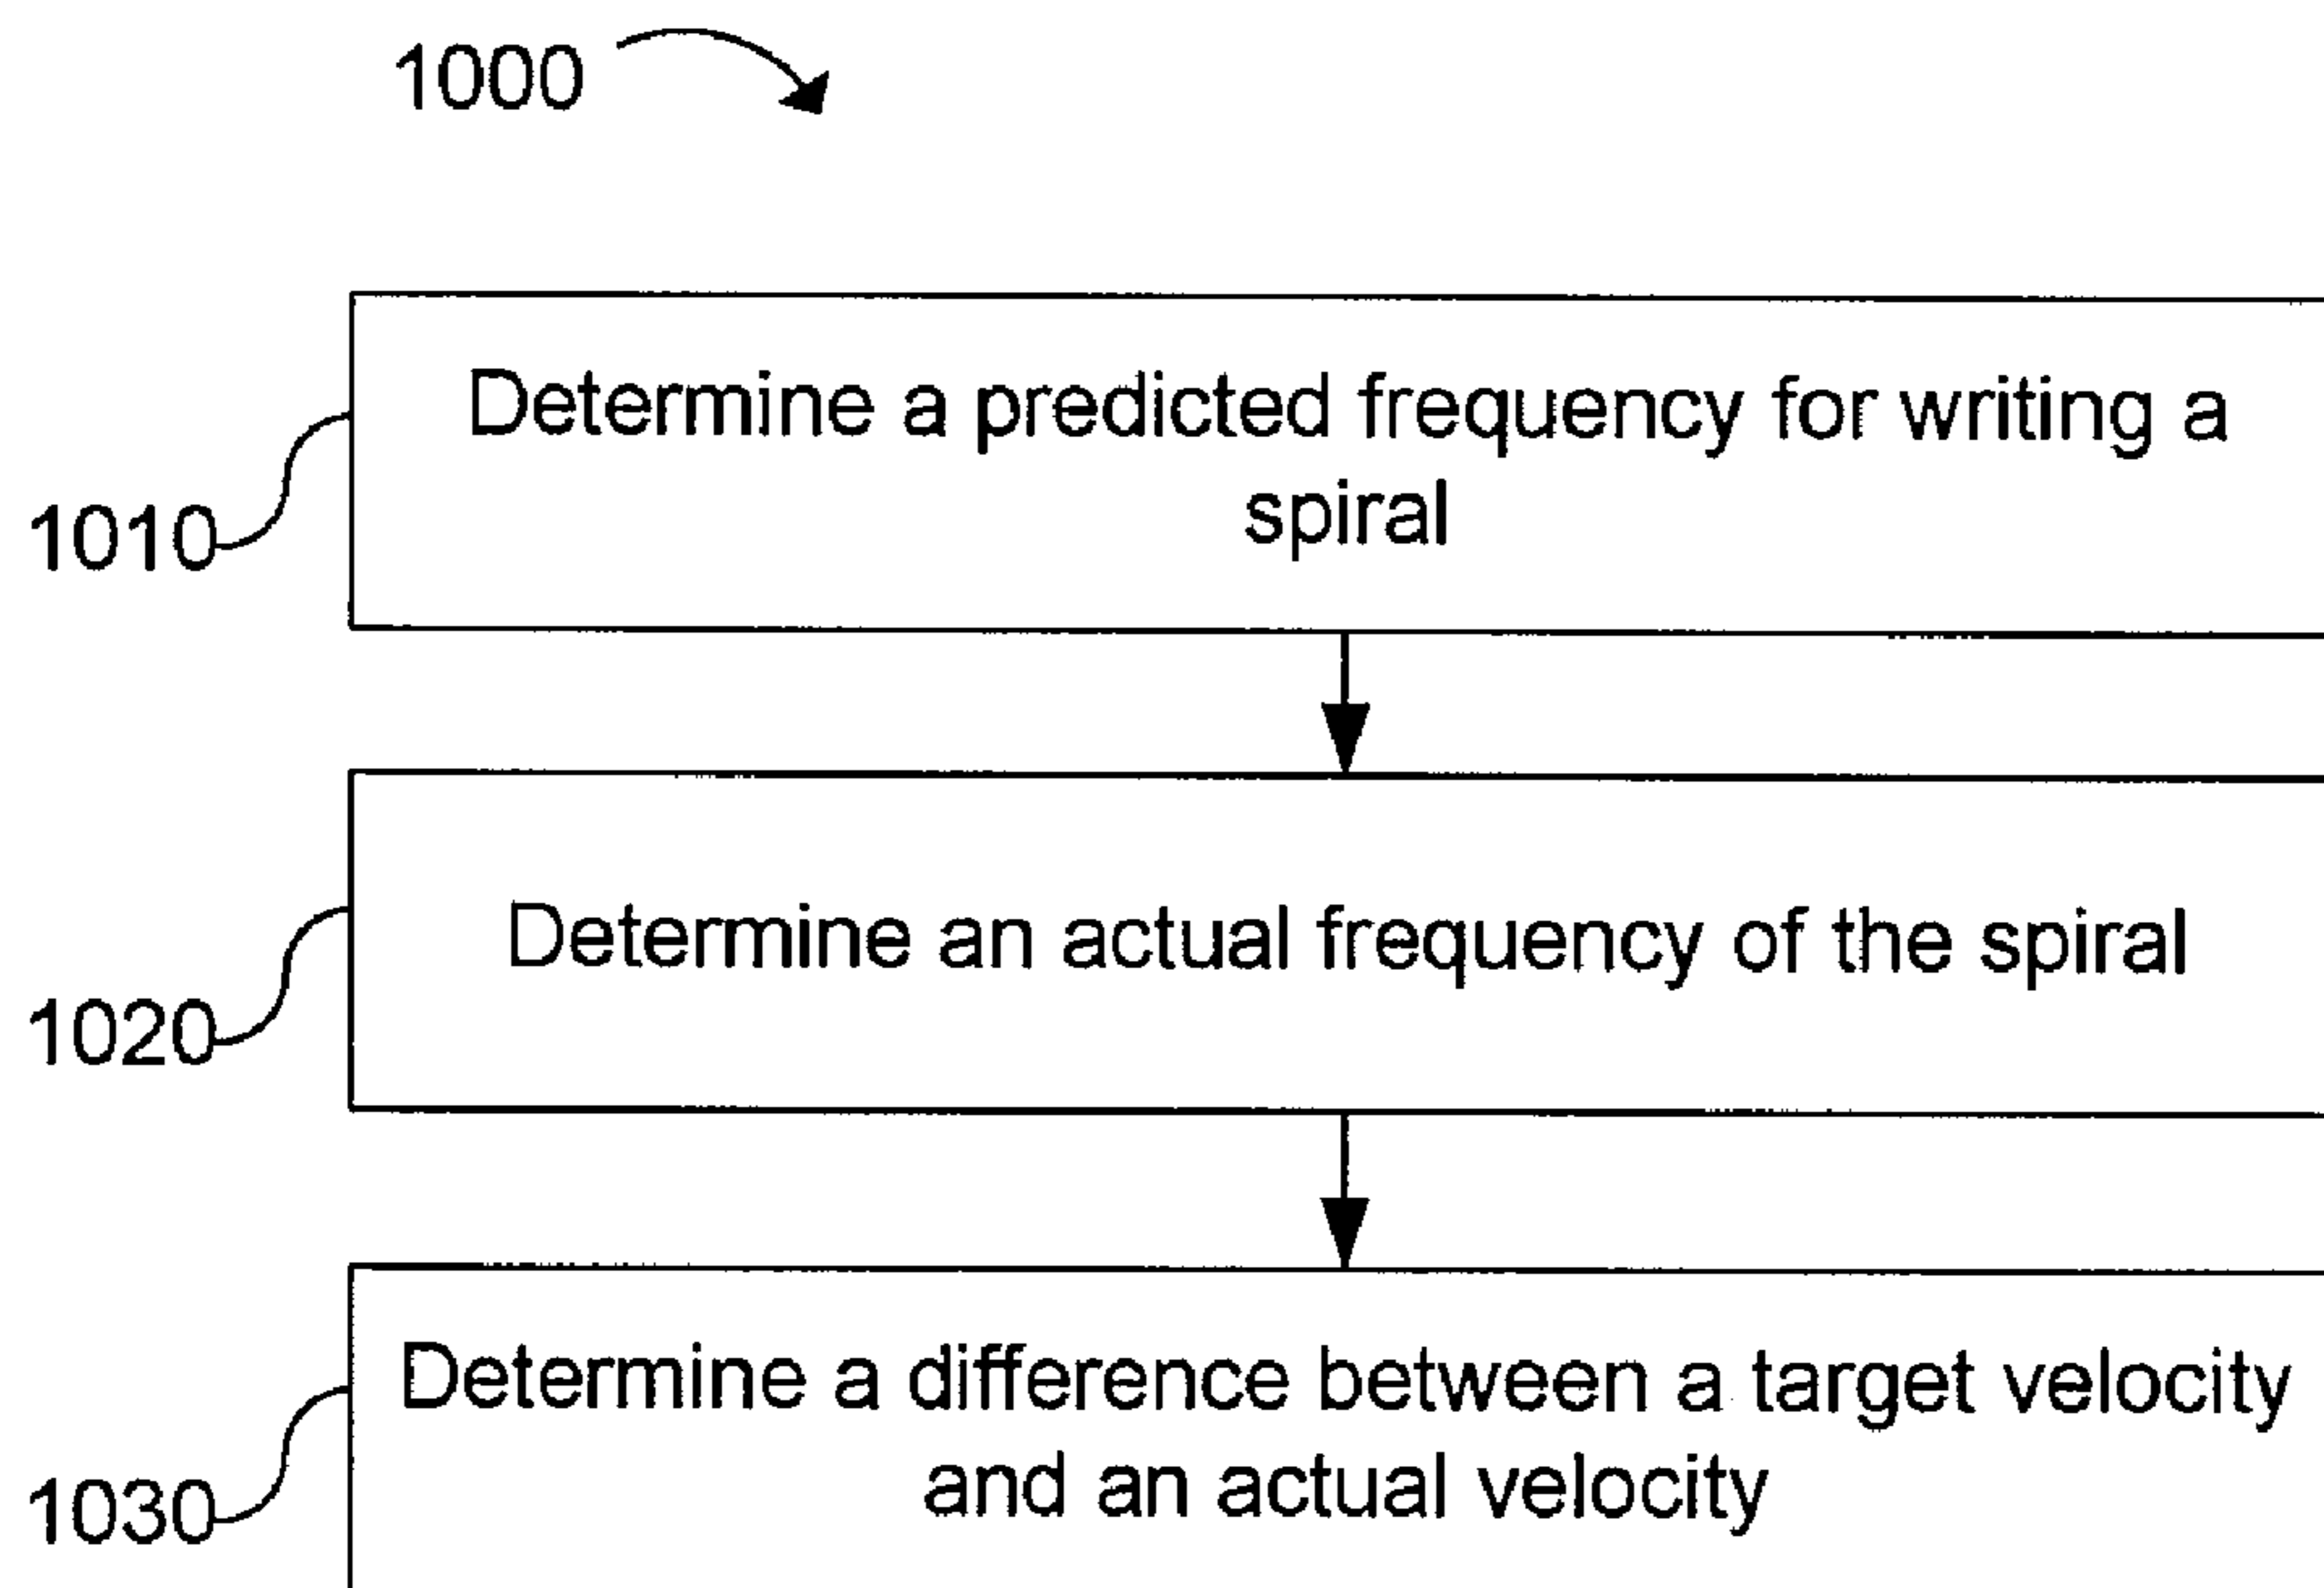 1000
Determine a predicted frequency for writing a
spiral
1010
Determine an actual frequency of the spiral
1020
Determine a difference between a target velocity
and an actual velocity
1030